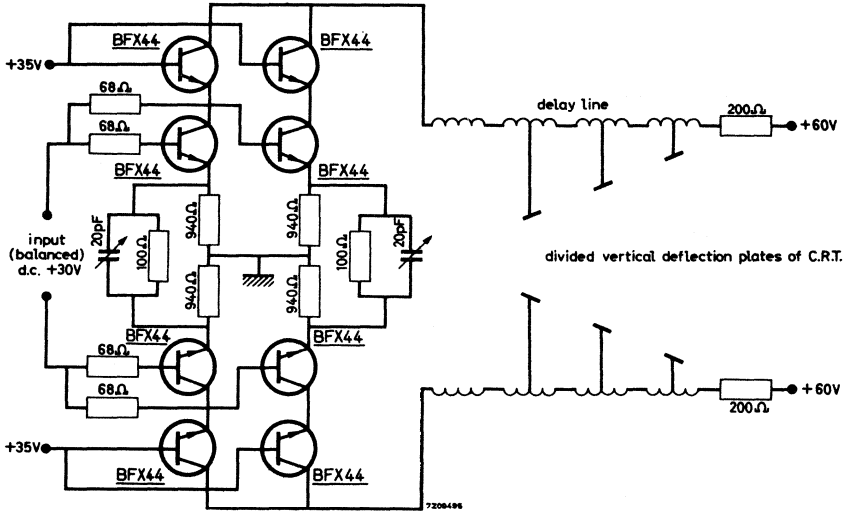 BFX44
BFX44
+35V
68Ω
68Ω
BFX44
BFX44
delay line
200Ω
+60V
input
(balanced)
d.c. +30V
20pF
100Ω
940Ω
940Ω
100Ω
20pF
940Ω
940Ω
divided vertical deflection plates of C.R.T.
BFX44
BFX44
68Ω
68Ω
+60V
200Ω
+35V
BFX44
BFX44
7Z09495